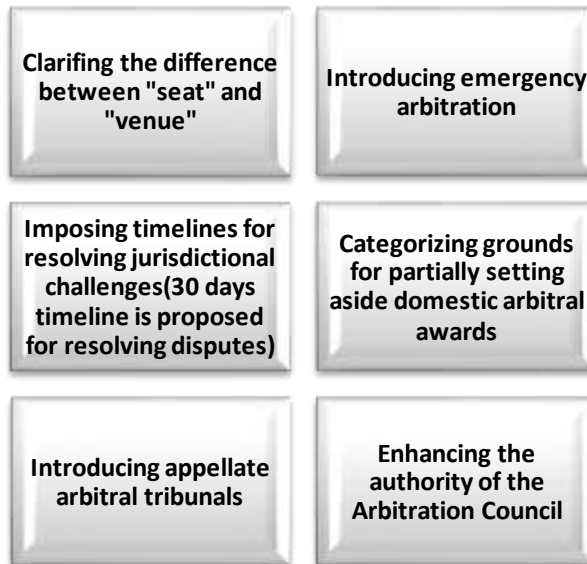 Clarifing the difference
between "seat" and
"venue"
Introducing emergency
arbitration
Imposing timelines for
resolving jurisdictional
challenges(30 days
timeline is proposed
for resolving disputes)
Categorizing grounds
for partially setting
aside domestic arbitral
awards
Introducing appellate
arbitral tribunals
Enhancing the
authority of the
Arbitration Council